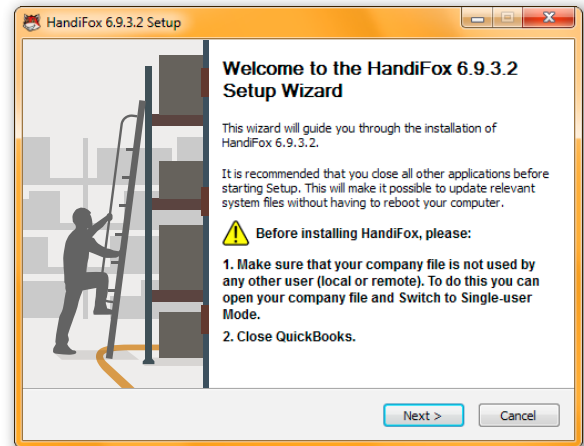 HandiFox 6.9.3.2 Setup
Welcome to the HandiFox 6.9.3.2
Setup Wizard
This wizard will guide you through the installation of
HandiFox 6.9.3.2.
It is recommended that you close all other applications before
starting Setup. This will make it possible to update relevant
system files without having to reboot your computer.
Before installing HandiFox, please:
1. Make sure that your company file is not used by
any other user (local or remote). To do this you can
open your company file and Switch to Single-user
Mode.
2. Close QuickBooks.
Next >
Cancel